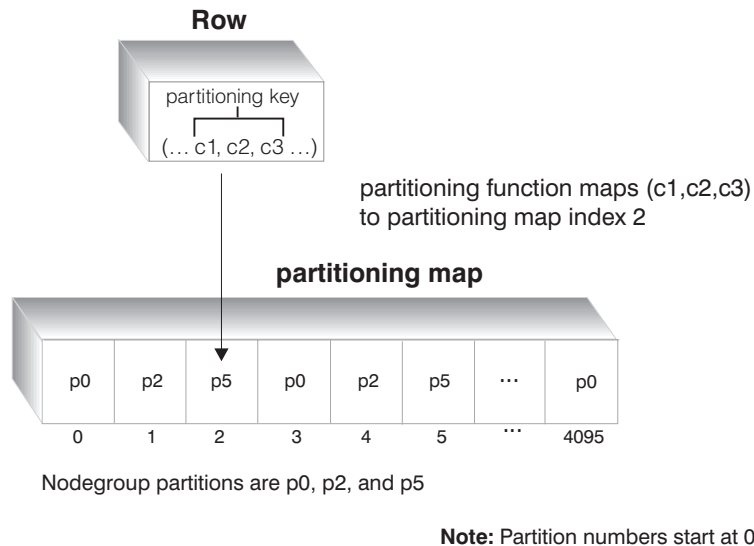 Row
partitioning key
(... c1, c2, c3 ...)
partitioning function maps (c1,c2,c3)
to partitioning map index 2
partitioning map
p0 p2 p5 p0 p2 p5 ... p0
0 1 2 3 4 5 ... 4095
Nodegroup partitions are p0, p2, and p5
Note: Partition numbers start at 0